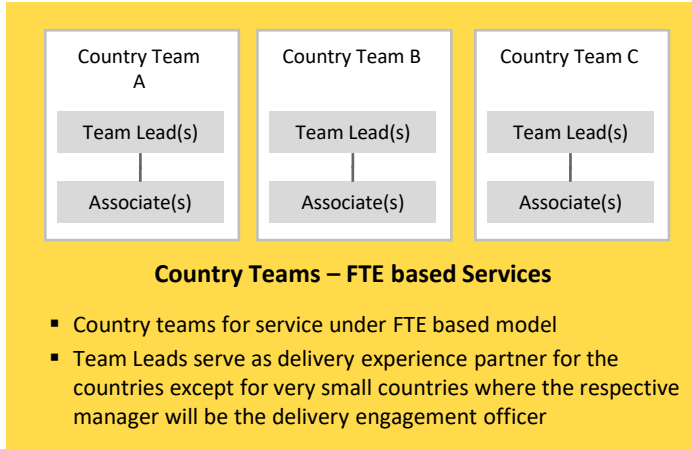 Country Team
A
Team Lead(s)
Associate(s)
Country Team B
Team Lead(s)
Associate(s)
Country Team C
Team Lead(s)
Associate(s)
Country Teams – FTE based Services
▪ Country teams for service under FTE based model
▪ Team Leads serve as delivery experience partner for the
countries except for very small countries where the respective
manager will be the delivery engagement officer